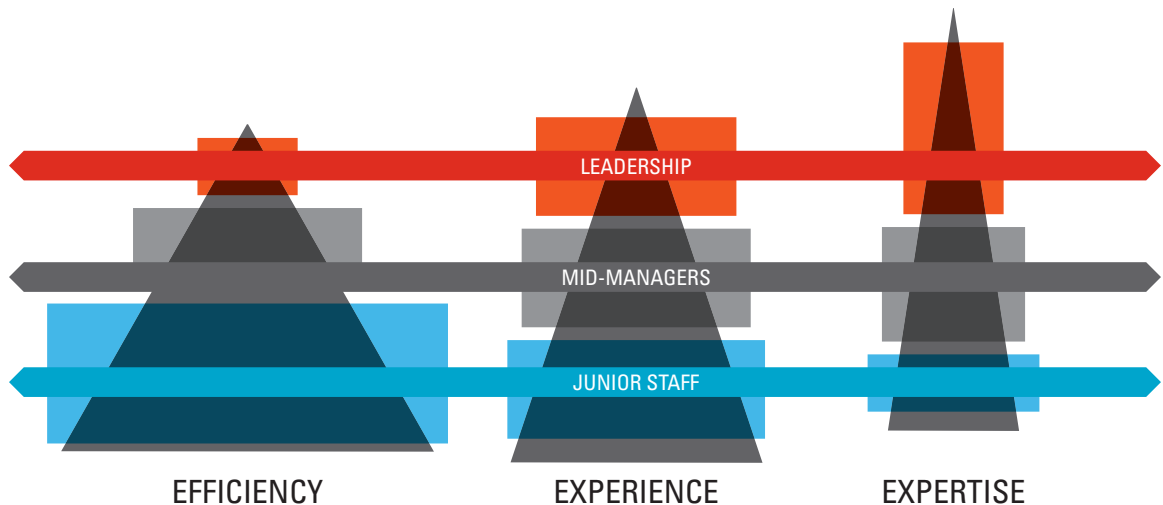 LEADERSHIP
MID-MANAGERS
JUNIOR STAFF
EFFICIENCY
EXPERIENCE
EXPERTISE